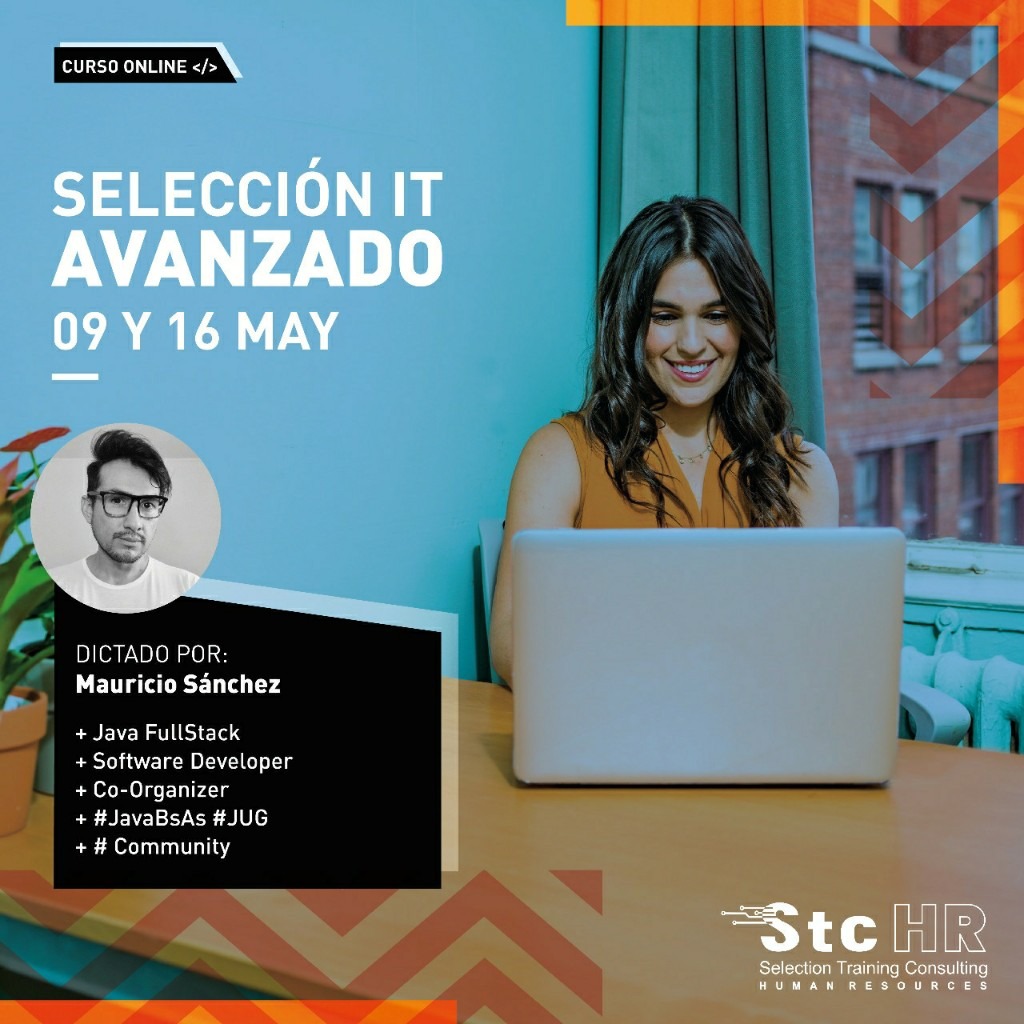 CURSO ONLINE </>
SELECCIÓN IT
AVANZADO
09 Y 16 MAY
DICTADO POR:
Mauricio Sánchez
+ Java FullStack
+ Software Developer
+ Co-Organizer
+ #JavaBsAs #JUG
+ # Community
Stc HR
Selection Training Consulting
HUMAN RESOURCES